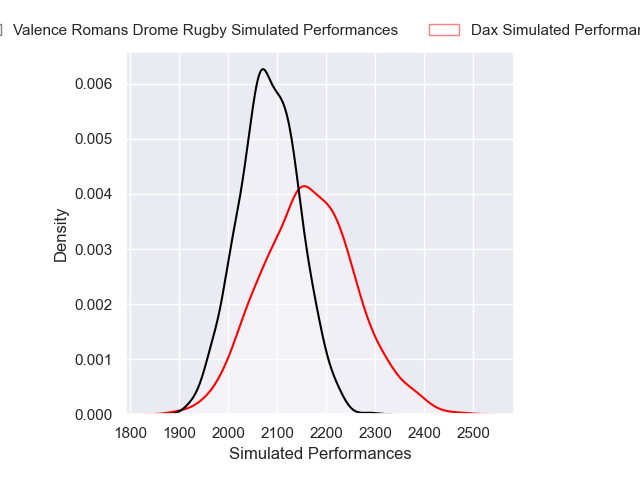 Valence Romans Drome Rugby Simulated Performances
Dax Simulated Performan
0.006
0.005
0.004
0.003
0.002
0.001
0.000
Density
1800 1900 2000 2100 2200 2300 2400 2500
Simulated Performances